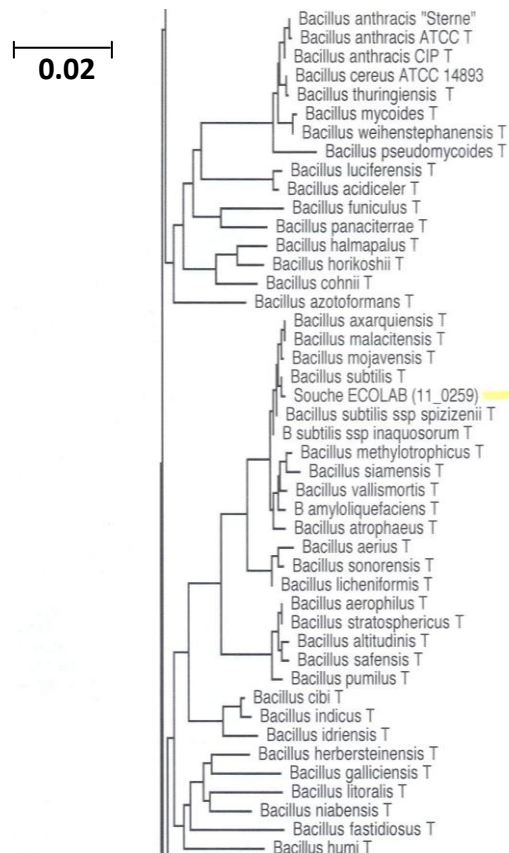 Bacillus anthracis "Sterne"
Bacillus anthracis ATCC T
Bacillus anthracis CIP T
0.02
Bacillus cereus ATCC 14893
Bacillus thuringiensis T
Bacillus mycoides T
Bacillus weihenstephanensis T
Bacillus pseudomycoides T
Bacillus luciferensis T
Bacillus acidiceler T
Bacillus funiculus T
Bacillus panaciterrae T
Bacillus halmapalus T
Bacillus horikoshii T
Bacillus cohnii T
Bacillus azotoformans T
Bacillus axarquiensis T
Bacillus malacitensis T
Bacillus mojavensis T
Bacillus subtilis T
Souche ECOLAB (11_0259)
Bacillus subtilis ssp spizizenii T
B subtilis ssp inaquosorum T
Bacillus methylotrophicus T
Bacillus siamensis T
Bacillus vallismortis T
B amyloliquefaciens T
Bacillus atrophaeus T
Bacillus aerius T
Bacillus sonorensis T
Bacillus licheniformis T
Bacillus aerophilus T
Bacillus stratosphericus T
Bacillus altitudinis T
Bacillus safensis T
Bacillus pumilus T
Bacillus cibi T
Bacillus indicus T
Bacillus idriensis T
Bacillus herbersteinensis T
Bacillus galliciensis T
Bacillus litoralis T
Bacillus niabensis T
Bacillus fastidiosus T
Bacillus humi T